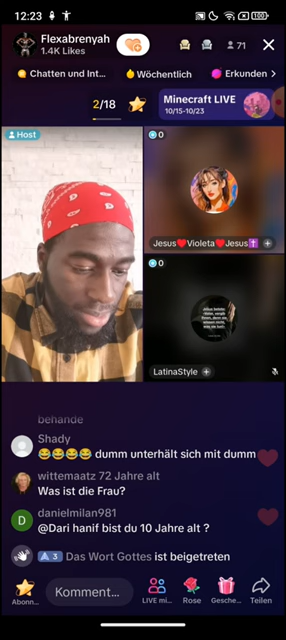 12:23
100
Flexabrenyah
1.4K Likes
71
Chatten und Int...
Wöchentlich
Erkunden
2/18
Minecraft LIVE
10/15-10/23
Host
0
Jesus❤️Violeta❤️Jesus✝️
0
LatinaStyle
behande
Shady
😂😂😂😂 dumm unterhält sich mit dumm
wittematz 72 Jahre alt
Was ist die Frau?
D
danielmilan981
@Dari hanif bist du 10 Jahre alt ?
3 Das Wort Gottes ist beigetreten
Abonn...
Komment...
LIVE mi...
Rose
Gesche...
Teilen